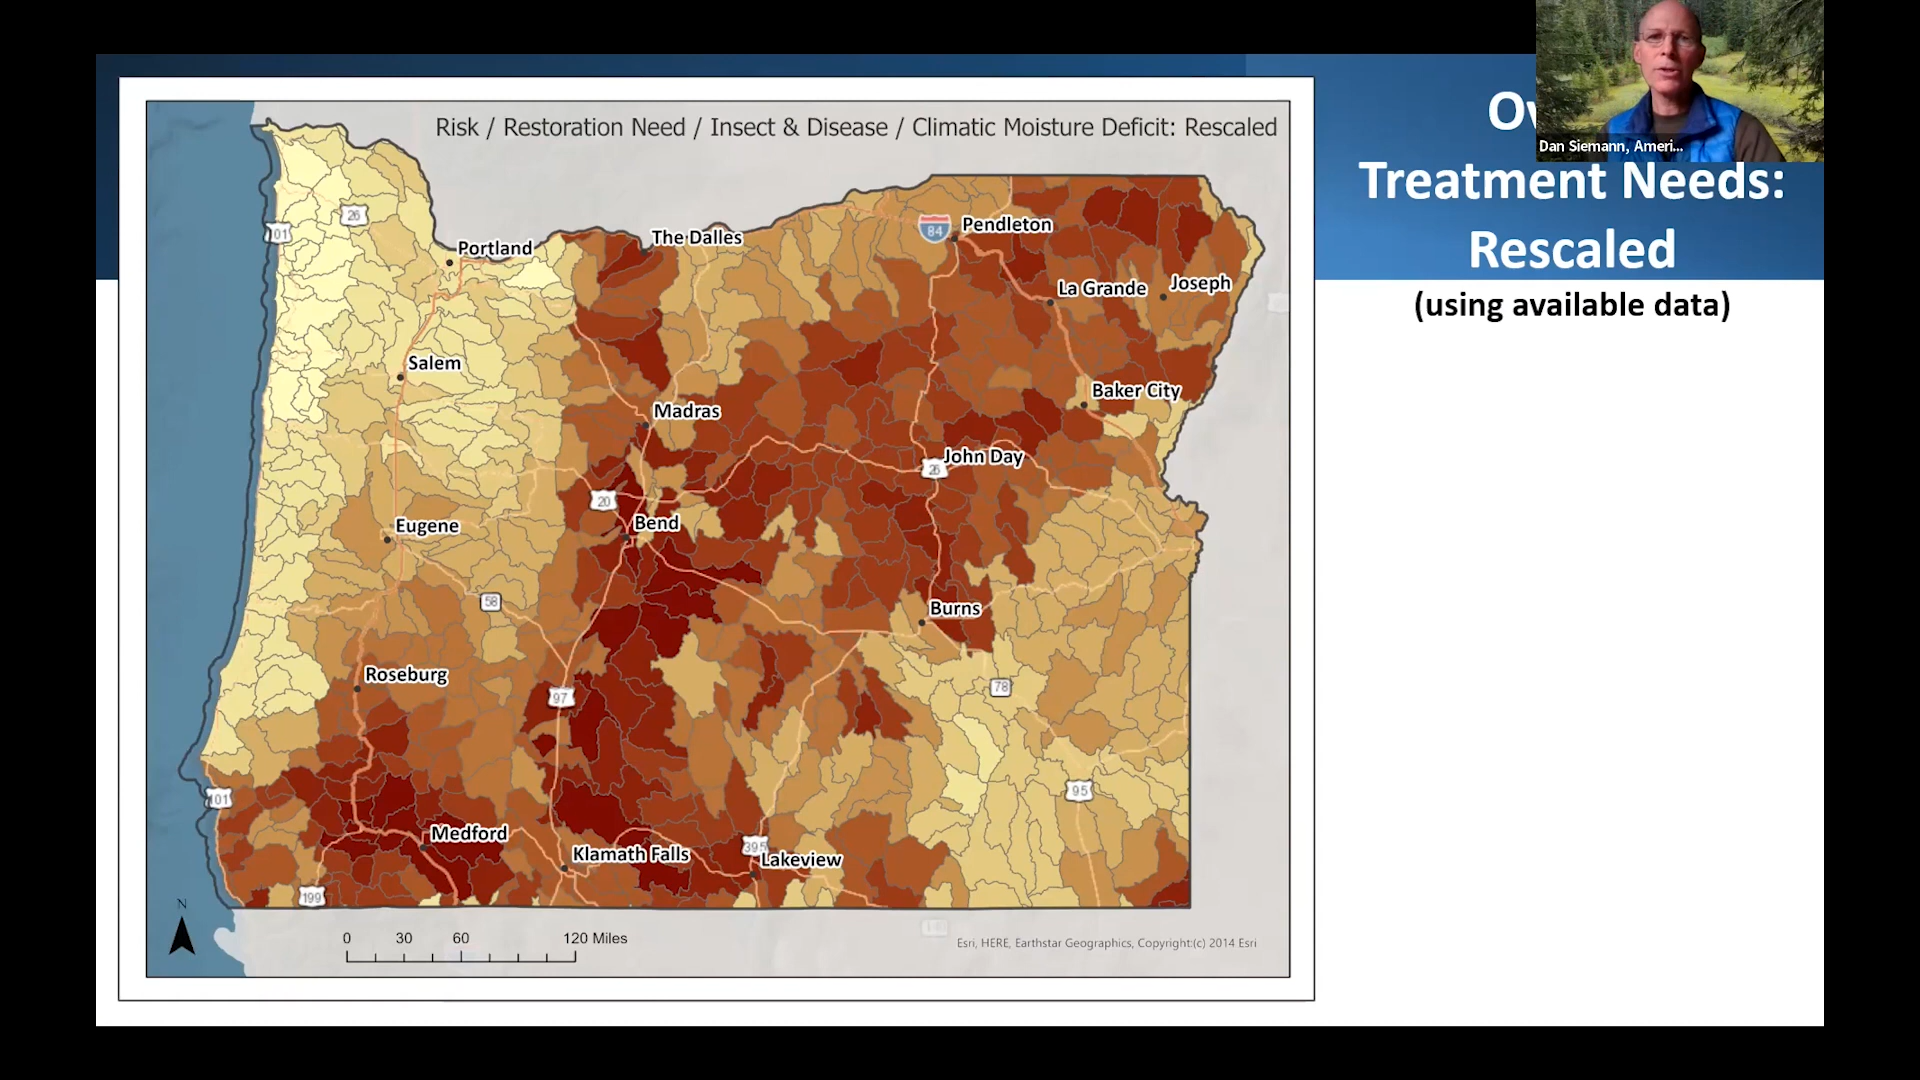 Ov
Treatment Needs:
Rescaled
(using available data)
Dan Siemann, Ameri...
Risk / Restoration Need / Insect & Disease / Climatic Moisture Deficit: Rescaled
26
101
Portland
The Dalles
84
Pendleton
La Grande
Joseph
Salem
Baker City
Madras
John Day
26
20
Bend
Eugene
58
Burns
Roseburg
97
78
101
95
Medford
Klamath Falls
395
Lakeview
199
N
0 30 60 120 Miles
Esri, HERE, Earthstar Geographics, Copyright:(c) 2014 Esri